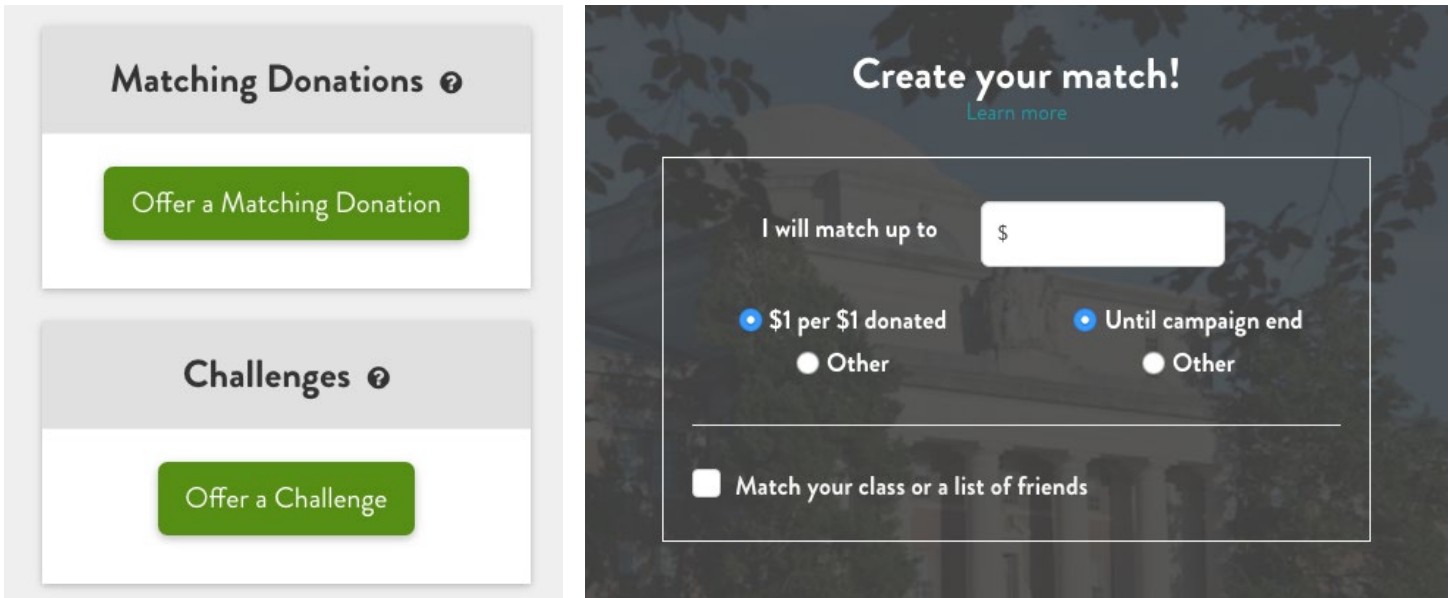 Matching Donations
Offer a Matching Donation
Challenges
Offer a Challenge
Create your match!
Learn more
I will match up to $
$1 per $1 donated
Until campaign end
Other
Other
Match your class or a list of friends